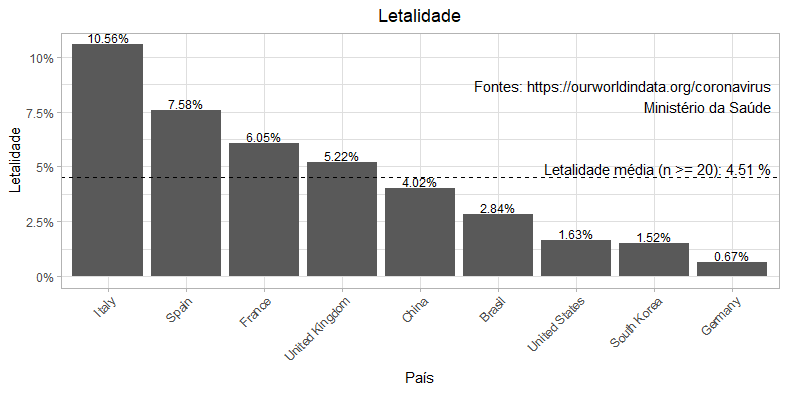 Letalidade
10.56%
10%
Fontes: https://ourworldindata.org/coronavirus
7.58%
Ministério da Saúde
7.5%
6.05%
5.22%
5%
Letalidade média (n >= 20): 4.51 %
4.02%
2.84%
2.5%
1.63%
1.52%
0.67%
0%
Letalidade
Italy
Spain
France
United Kingdom
China
Brasil
United States
South Korea
Germany
País